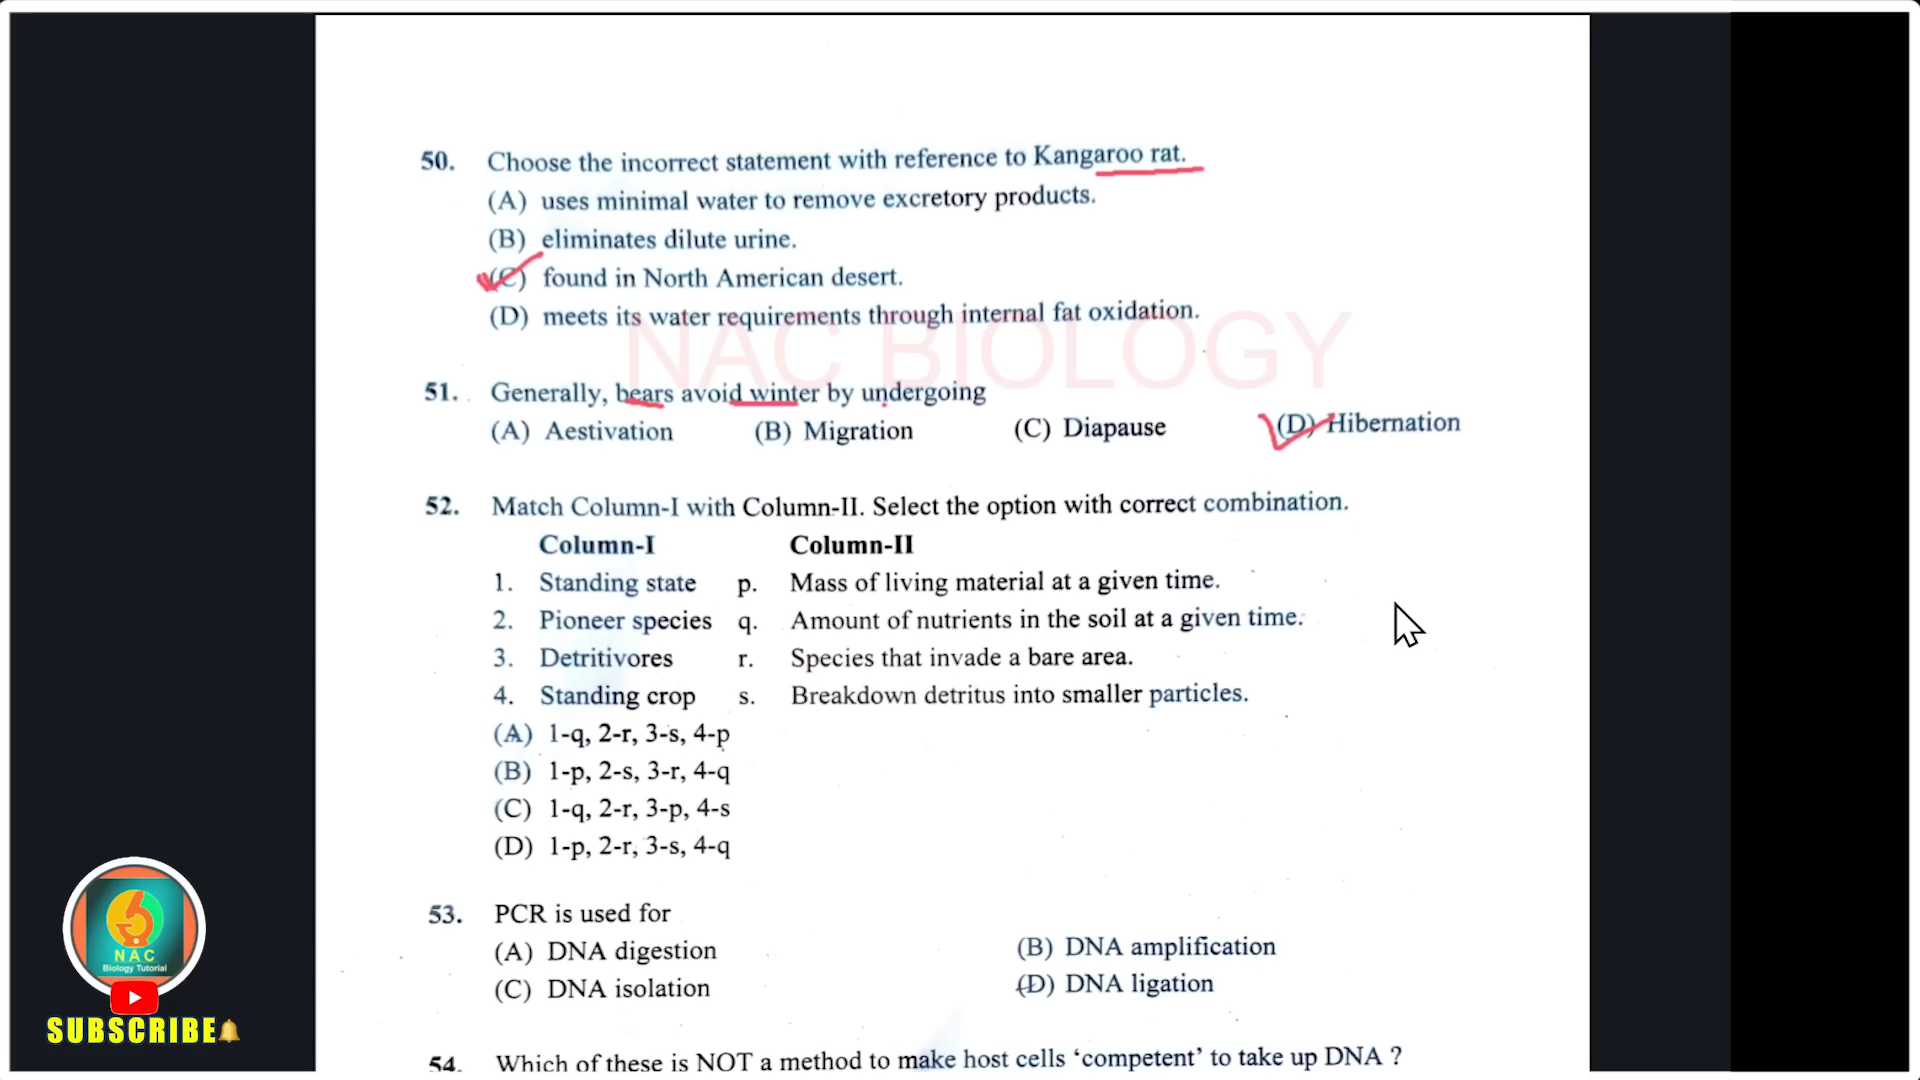 50. Choose the incorrect statement with reference to Kangaroo rat.
(A) uses minimal water to remove excretory products.
(B) eliminates dilute urine.
(C) found in North American desert.
(D) meets its water requirements through internal fat oxidation.
NAC BIOLOGY
51. Generally, bears avoid winter by undergoing
(A) Aestivation (B) Migration (C) Diapause (D) Hibernation
52. Match Column-I with Column-II. Select the option with correct combination.
Column-I Column-II
1. Standing state p. Mass of living material at a given time.
2. Pioneer species q. Amount of nutrients in the soil at a given time.
3. Detritivores r. Species that invade a bare area.
4. Standing crop s. Breakdown detritus into smaller particles.
(A) 1-q, 2-r, 3-s, 4-p
(B) 1-p, 2-s, 3-r, 4-q
(C) 1-q, 2-r, 3-p, 4-s
(D) 1-p, 2-r, 3-s, 4-q
53. PCR is used for
(A) DNA digestion (B) DNA amplification
(C) DNA isolation (D) DNA ligation
54. Which of these is NOT a method to make host cells ‘competent’ to take up DNA ?
NAC
Biology Tutorial
SUBSCRIBE